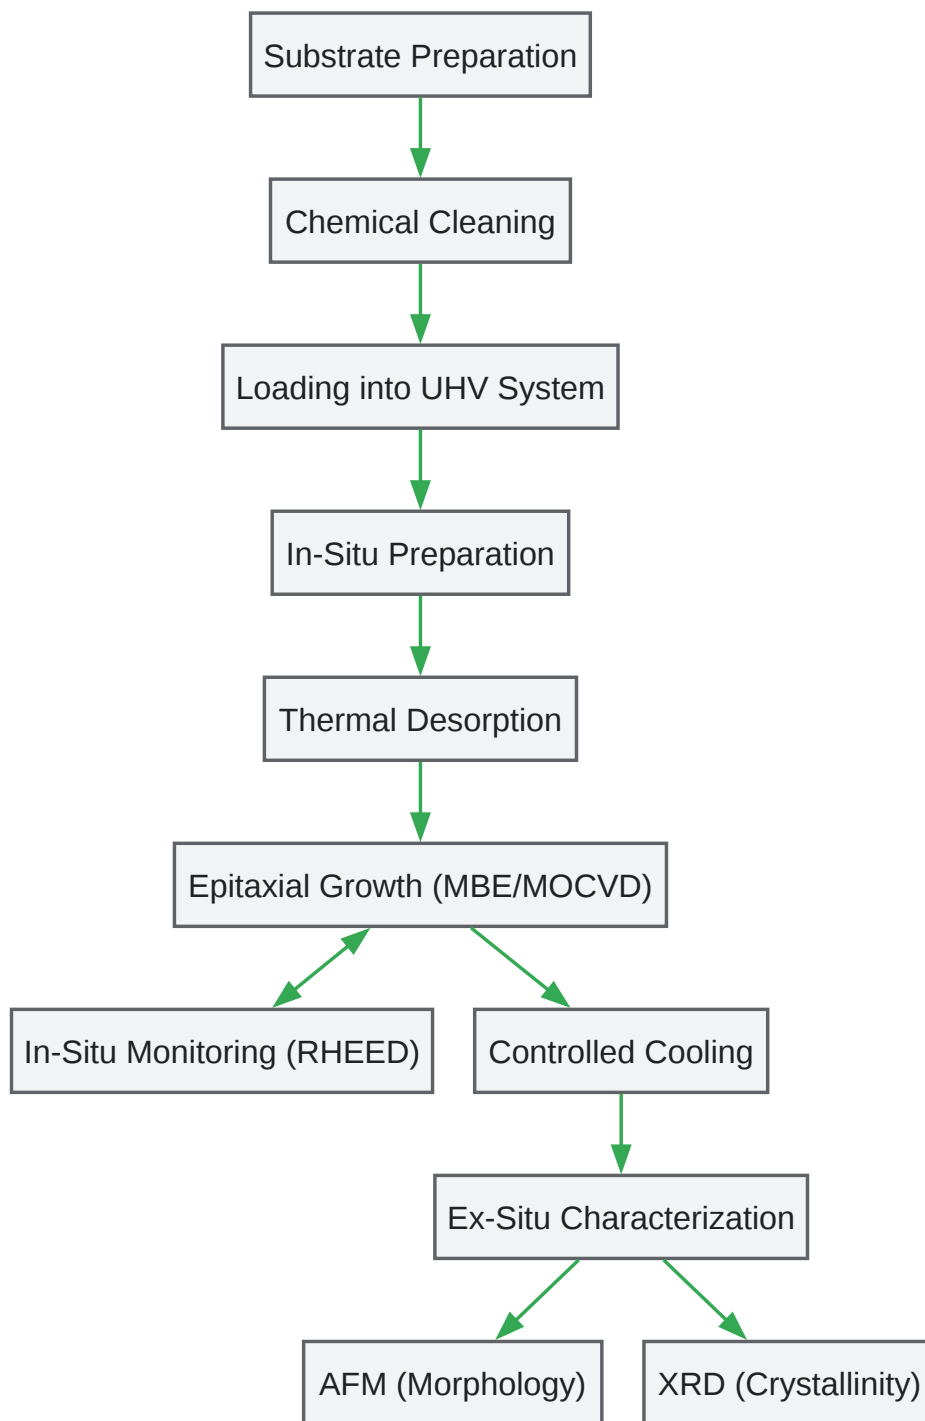 Substrate Preparation
Chemical Cleaning
Loading into UHV System
In-Situ Preparation
Thermal Desorption
Epitaxial Growth (MBE/MOCVD)
In-Situ Monitoring (RHEED)
Controlled Cooling
Ex-Situ Characterization
AFM (Morphology)
XRD (Crystallinity)